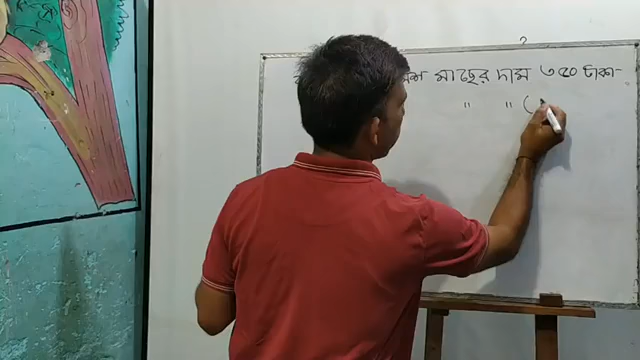 মাছের দাম ৩৫০ টাকা
" " (